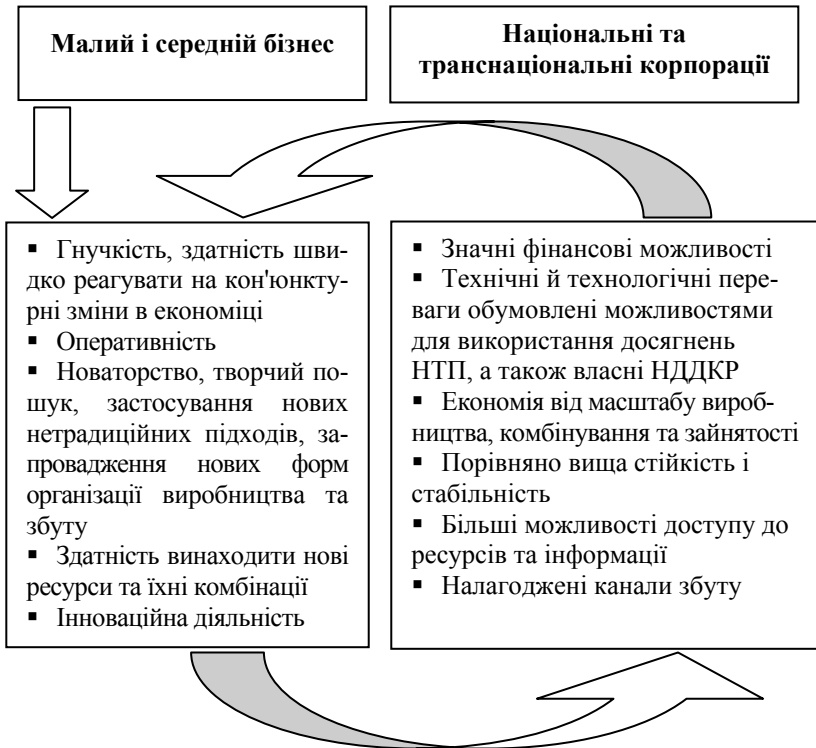 Малий і середній бізнес
Національні та
транснаціональні корпорації
▪ Гнучкість, здатність шви-
дко реагувати на кон'юнкту-
рні зміни в економіці
▪ Оперативність
▪ Новаторство, творчий по-
шук, застосування нових
нетрадиційних підходів, за-
провадження нових форм
організації виробництва та
збуту
▪ Здатність винаходити нові
ресурси та їхні комбінації
▪ Інноваційна діяльність
▪ Значні фінансові можливості
▪ Технічні й технологічні пере-
ваги обумовлені можливостями
для використання досягнень
НТП, а також власні НДДКР
▪ Економія від масштабу вироб-
ництва, комбінування та зайнятості
▪ Порівняно вища стійкість і
стабільність
▪ Більші можливості доступу до
ресурсів та інформації
▪ Налагоджені канали збуту